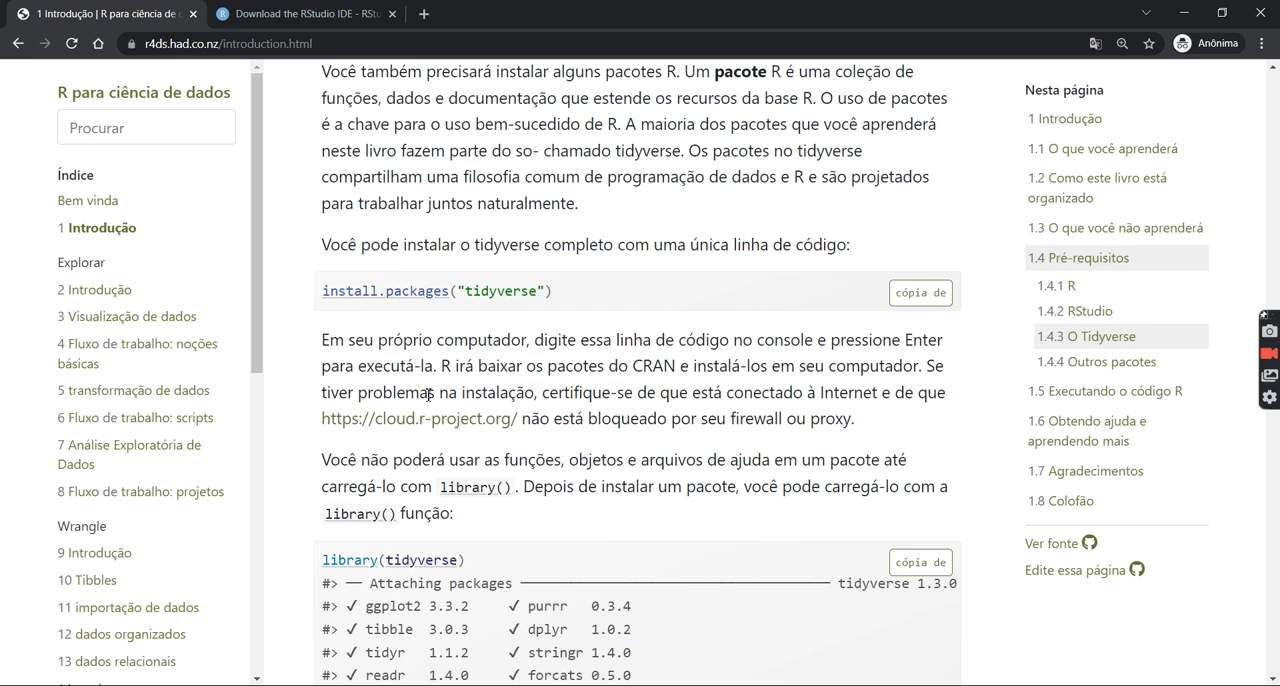 1 Introdução | R para ciência de d
Download the RStudio IDE - RStu
r4ds.had.co.nz/introduction.html
Anônima
R para ciência de dados
Procurar
Índice
Bem vinda
1 Introdução
Explorar
2 Introdução
3 Visualização de dados
4 Fluxo de trabalho: noções
básicas
5 transformação de dados
6 Fluxo de trabalho: scripts
7 Análise Exploratória de
Dados
8 Fluxo de trabalho: projetos
Wrangle
9 Introdução
10 Tibbles
11 importação de dados
12 dados organizados
13 dados relacionais
Você também precisará instalar alguns pacotes R. Um pacote R é uma coleção de
funções, dados e documentação que estende os recursos da base R. O uso de pacotes
é a chave para o uso bem-sucedido de R. A maioria dos pacotes que você aprenderá
neste livro fazem parte do so- chamado tidyverse. Os pacotes no tidyverse
compartilham uma filosofia comum de programação de dados e R e são projetados
para trabalhar juntos naturalmente.
Você pode instalar o tidyverse completo com uma única linha de código:
install.packages("tidyverse")
cópia de
Em seu próprio computador, digite essa linha de código no console e pressione Enter
para executá-la. R irá baixar os pacotes do CRAN e instalá-los em seu computador. Se
tiver problemas na instalação, certifique-se de que está conectado à Internet e de que
https://cloud.r-project.org/ não está bloqueado por seu firewall ou proxy.
Você não poderá usar as funções, objetos e arquivos de ajuda em um pacote até
carregá-lo com library(). Depois de instalar um pacote, você pode carregá-lo com a
library() função:
library(tidyverse)
cópia de
#> ── Attaching packages ─────────────────── tidyverse 1.3.0
#> ✓ ggplot2 3.3.2 ✓ purrr 0.3.4
#> ✓ tibble 3.0.3 ✓ dplyr 1.0.2
#> ✓ tidyr 1.1.2 ✓ stringr 1.4.0
#> ✓ readr 1.4.0 ✓ forcats 0.5.0
Nesta página
1 Introdução
1.1 O que você aprenderá
1.2 Como este livro está
organizado
1.3 O que você não aprenderá
1.4 Pré-requisitos
1.4.1 R
1.4.2 RStudio
1.4.3 O Tidyverse
1.4.4 Outros pacotes
1.5 Executando o código R
1.6 Obtendo ajuda e
aprendendo mais
1.7 Agradecimentos
1.8 Colofão
Ver fonte
Edite essa página